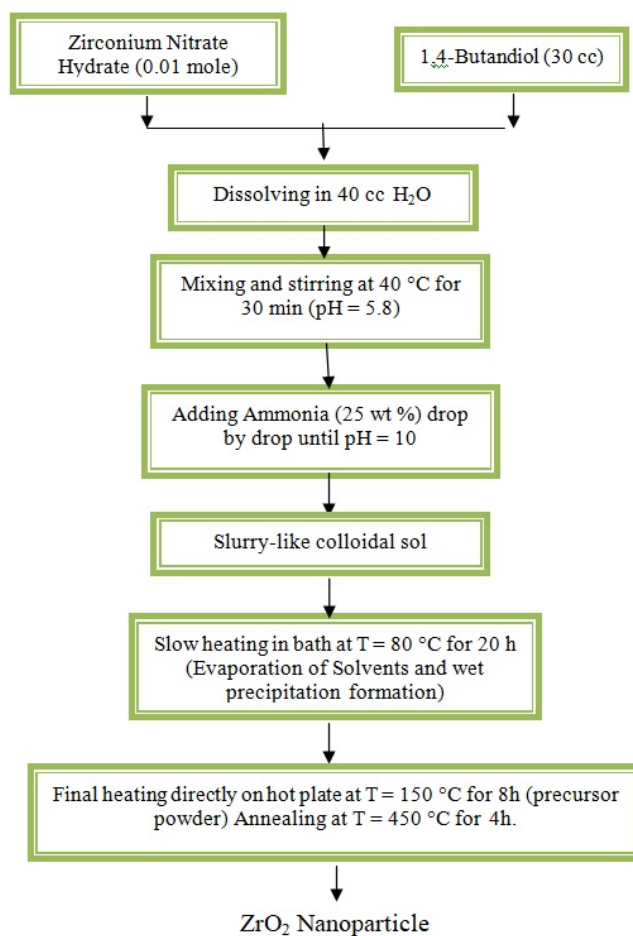 Zirconium Nitrate
Hydrate (0.01 mole)
1,4-Butandiol (30 cc)
Dissolving in 40 cc H₂O
Mixing and stirring at 40 °C for
30 min (pH = 5.8)
Adding Ammonia (25 wt %) drop
by drop until pH = 10
Slurry-like colloidal sol
Slow heating in bath at T = 80 °C for 20 h
(Evaporation of Solvents and wet
precipitation formation)
Final heating directly on hot plate at T = 150 °C for 8h (precursor
powder) Annealing at T = 450 °C for 4h.
ZrO₂ Nanoparticle